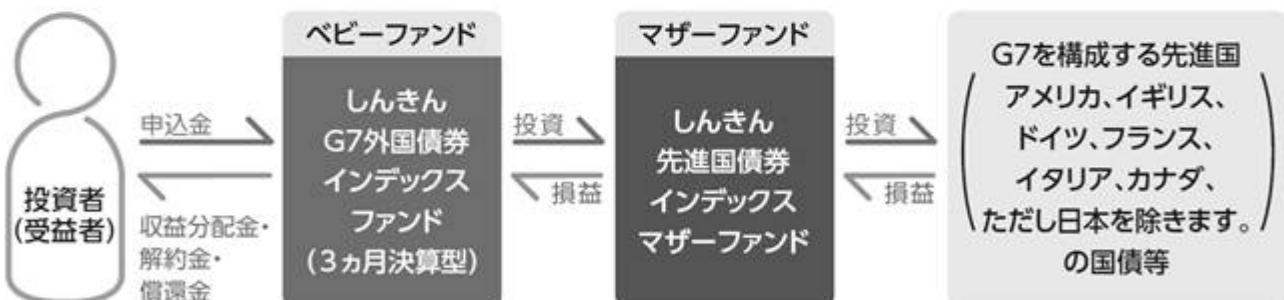 投資者
(受益者)
申込金
収益分配金・
解約金・
償還金
ベビーファンド
しんきん
G7外国債券
インデックス
ファンド
(3ヵ月決算型)
投資
損益
マザーファンド
しんきん
先進国債券
インデックス
マザーファンド
投資
損益
G7を構成する先進国
(アメリカ、イギリス、
ドイツ、フランス、
イタリア、カナダ、
ただし日本を除きます。)
の国債等